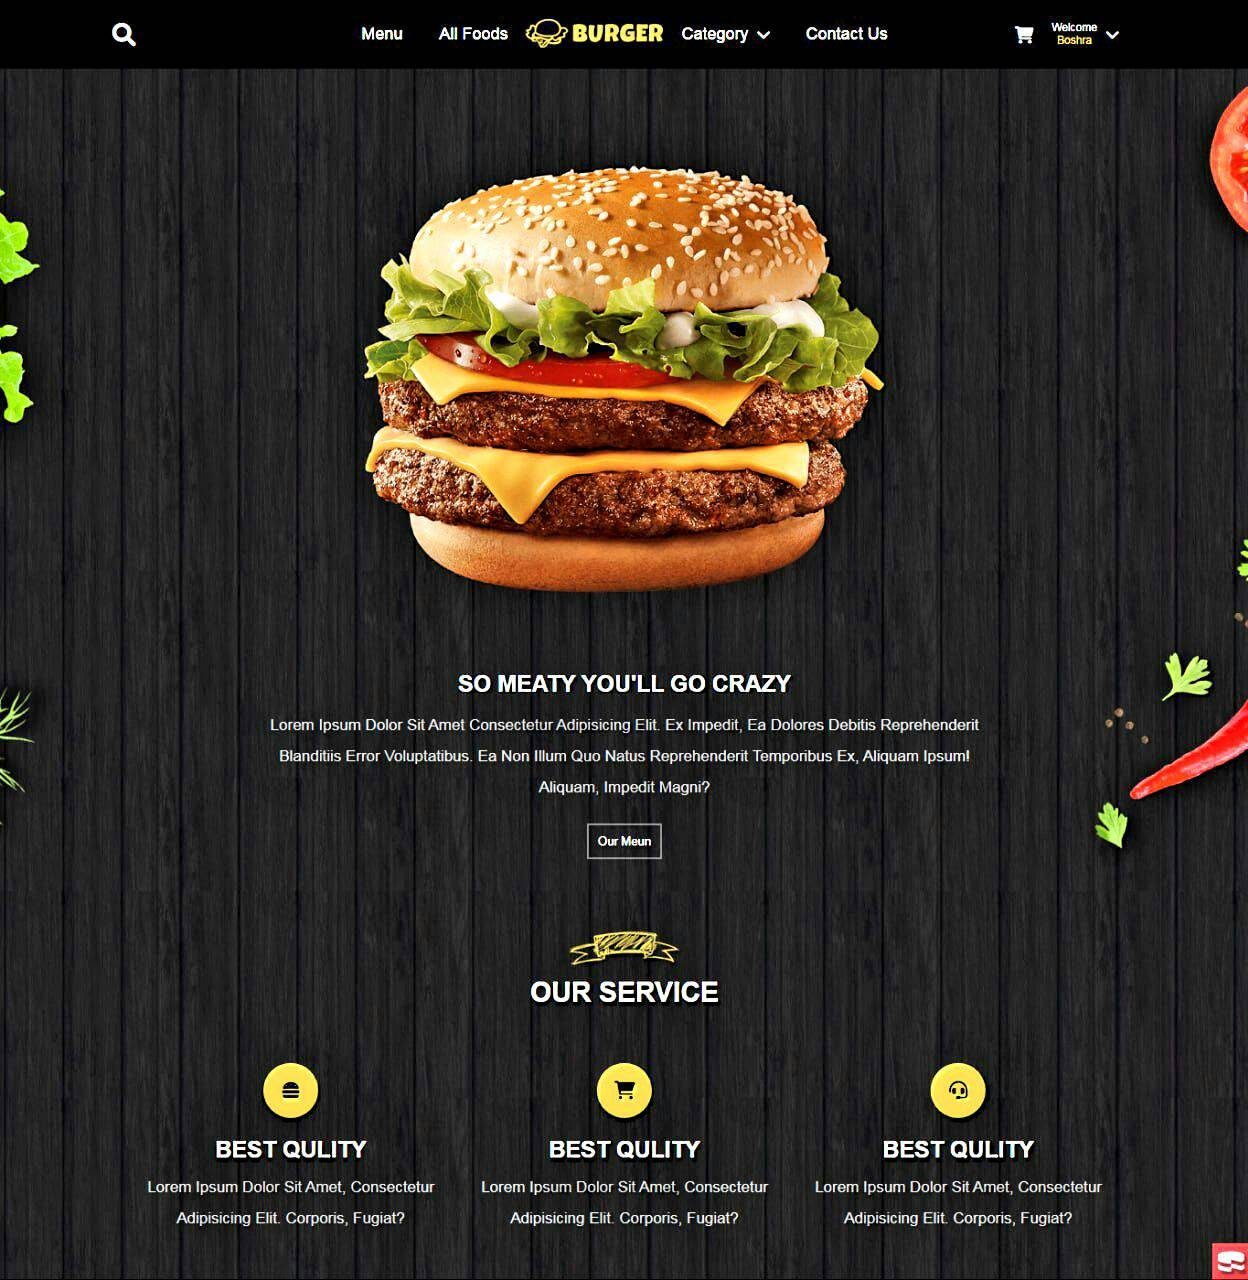 Menu
All Foods
BURGER
Category
Contact Us
Welcome
Boshra
SO MEATY YOU'LL GO CRAZY
Lorem Ipsum Dolor Sit Amet Consectetur Adipisicing Elit. Ex Impedit, Ea Dolores Debitis Reprehenderit
Blanditiis Error Voluptatibus. Ea Non Illum Quo Natus Reprehenderit Temporibus Ex, Aliquam Ipsum!
Aliquam, Impedit Magni?
Our Meun
OUR SERVICE
BEST QULITY
Lorem Ipsum Dolor Sit Amet, Consectetur
Adipisicing Elit. Corporis, Fugiat?
BEST QULITY
Lorem Ipsum Dolor Sit Amet, Consectetur
Adipisicing Elit. Corporis, Fugiat?
BEST QULITY
Lorem Ipsum Dolor Sit Amet, Consectetur
Adipisicing Elit. Corporis, Fugiat?